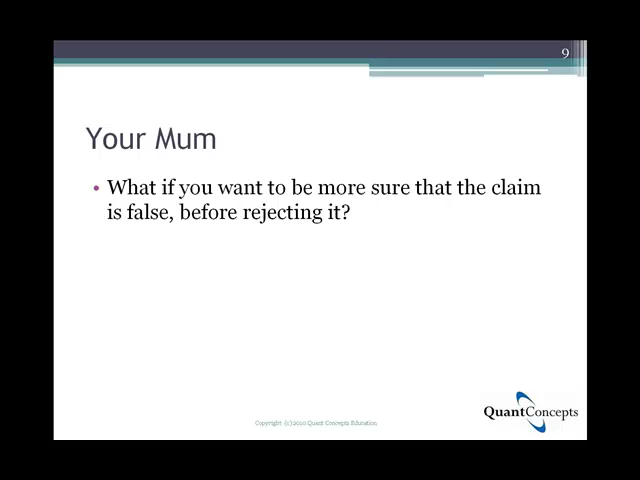 9
Your Mum
• What if you want to be more sure that the claim
is false, before rejecting it?
QuantConcepts
Copyright (c) 2010 Quant Concepts Education